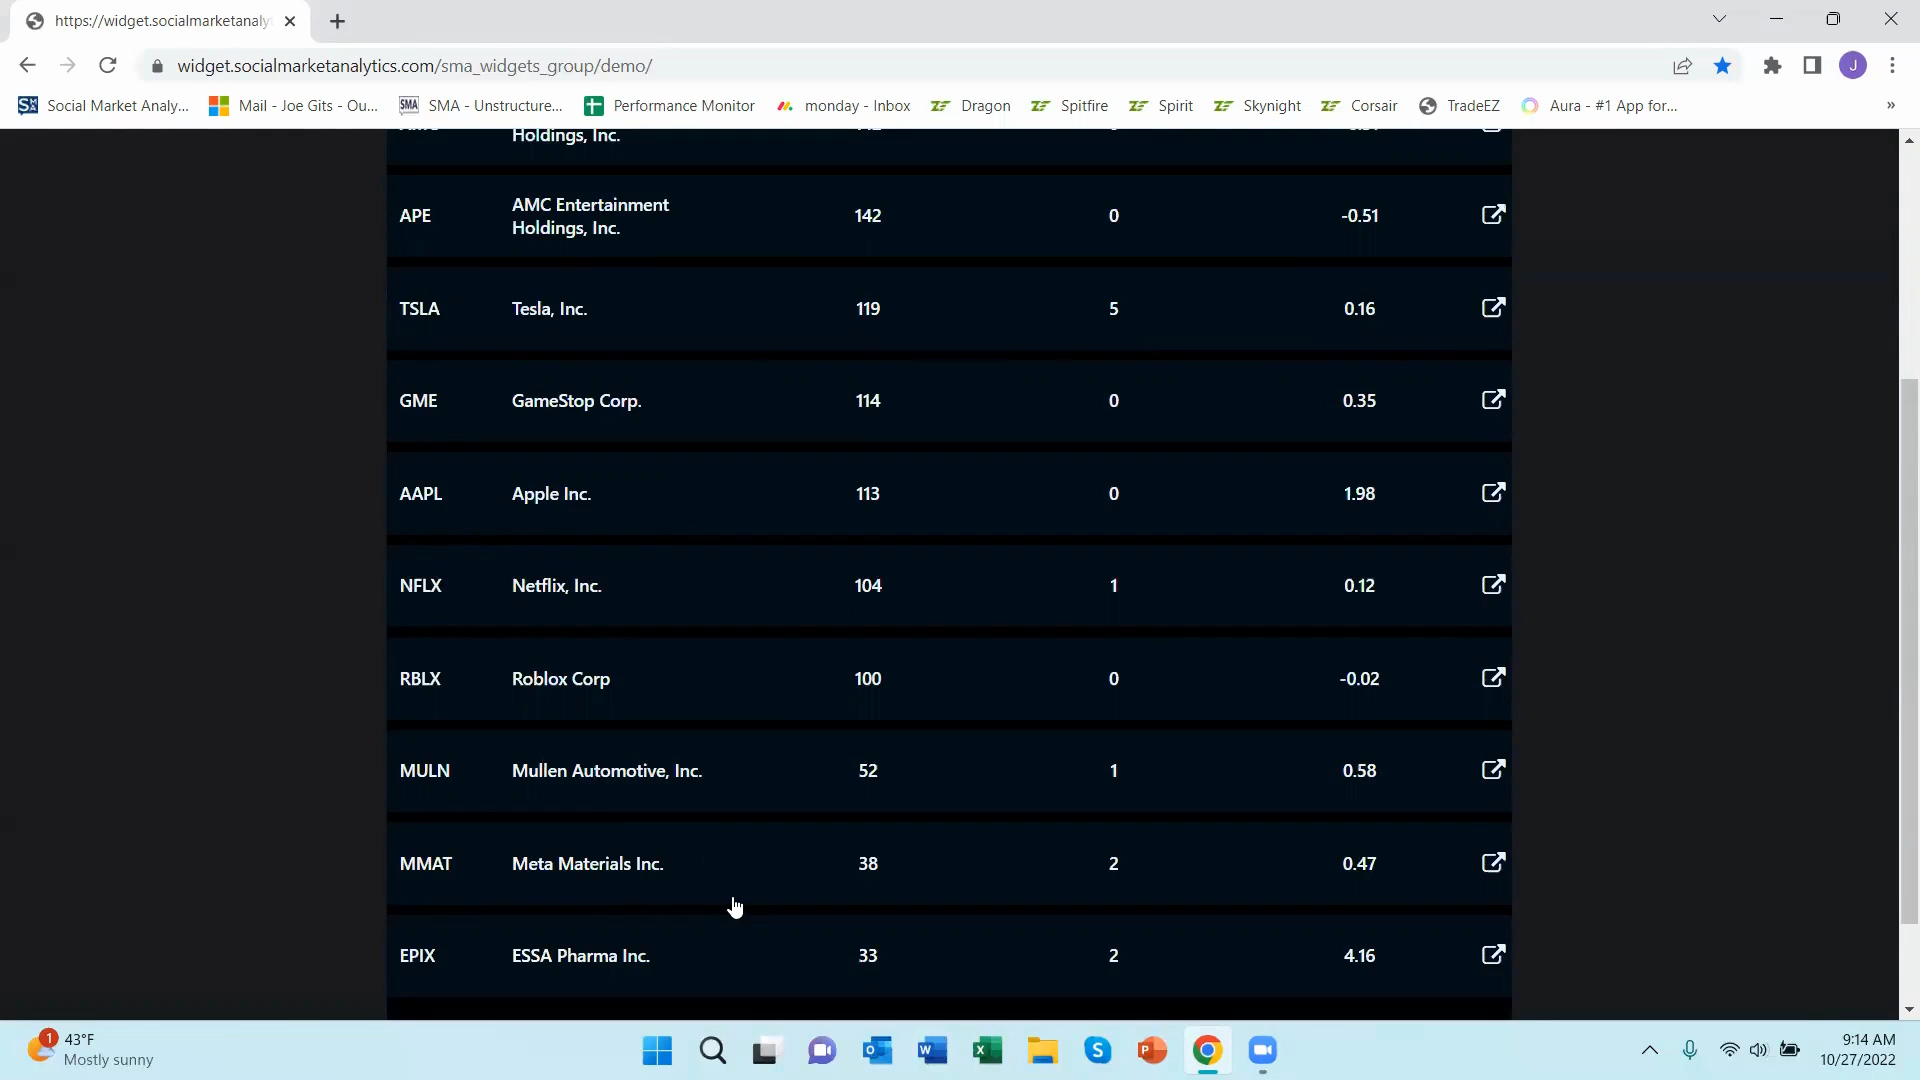 https://widget.socialmarketanaly
widget.socialmarketanalytics.com/sma_widgets_group/demo/
J
Social Market Analy...
Mail - Joe Gits - Ou...
SMA - Unstructure...
Performance Monitor
monday - Inbox
Dragon
Spitfire
Spirit
Skynight
Corsair
TradeEZ
Aura - #1 App for...
»
Holdings, Inc.
APE AMC Entertainment Holdings, Inc. 142 0 -0.51
TSLA Tesla, Inc. 119 5 0.16
GME GameStop Corp. 114 0 0.35
AAPL Apple Inc. 113 0 1.98
NFLX Netflix, Inc. 104 1 0.12
RBLX Roblox Corp 100 0 -0.02
MULN Mullen Automotive, Inc. 52 1 0.58
MMAT Meta Materials Inc. 38 2 0.47
EPIX ESSA Pharma Inc. 33 2 4.16
1
43°F
Mostly sunny
9:14 AM
10/27/2022